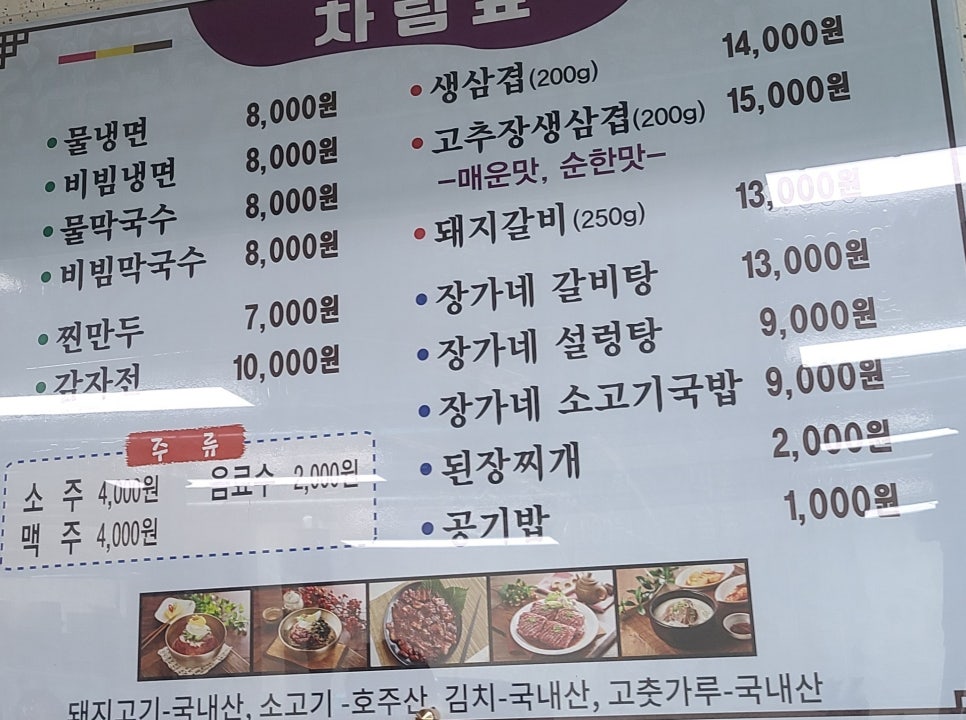 차림표
물냉면 8,000원
비빔냉면 8,000원
물막국수 8,000원
비빔막국수 8,000원
찐만두 7,000원
감자전 10,000원
생삼겹(200g) 14,000원
고추장생삼겹(200g) 15,000원
-매운맛, 순한맛-
돼지갈비(250g) 13,000원
장가네 갈비탕 13,000원
장가네 설렁탕 9,000원
장가네 소고기국밥 9,000원
된장찌개 2,000원
공기밥 1,000원
주 류
소 주 4,000원 음료수 2,000원
맥 주 4,000원
돼지고기-국내산, 소고기 -호주산, 김치-국내산, 고춧가루-국내산